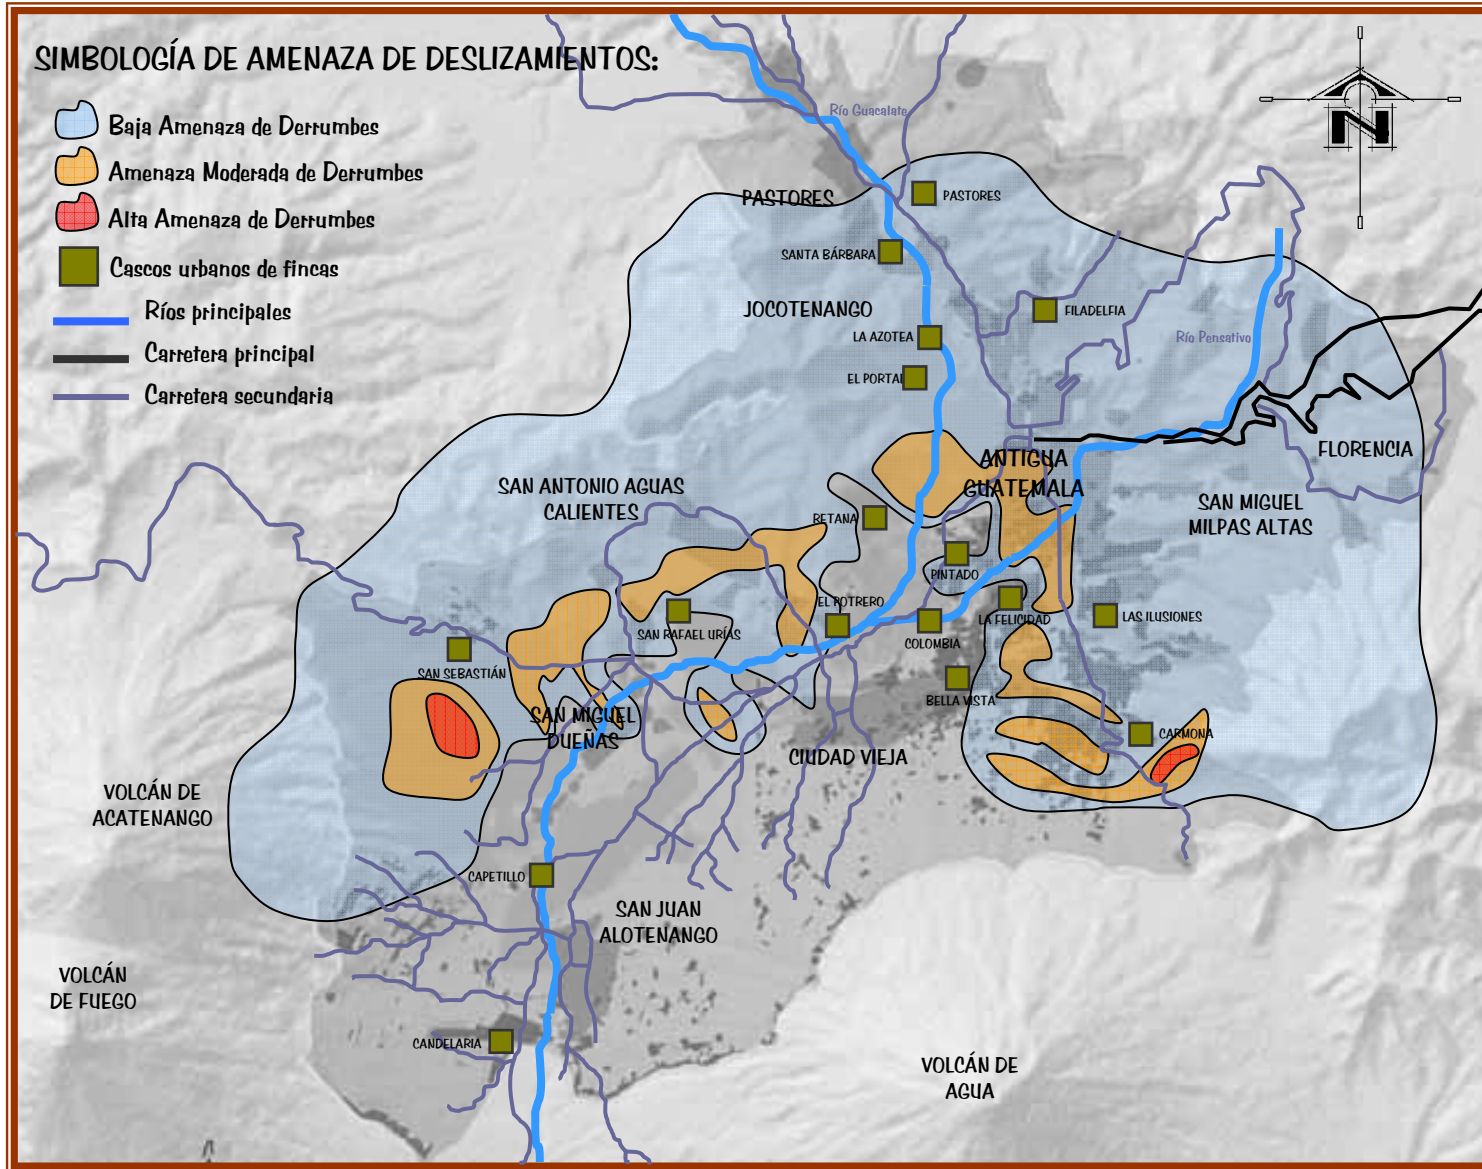 SIMBOLOGÍA DE AMENAZA DE DESLIZAMIENTOS:
Baja Amenaza de Derrumbes
Amenaza Moderada de Derrumbes
Alta Amenaza de Derrumbes
Cascos urbanos de fincas
Ríos principales
Carretera principal
Carretera secundaria
N
Río Guacalate
PASTORES
PASTORES
SANTA BÁRBARA
JOCOTENANGO
FILADELFIA
LA AZOTEA
Río Pensativo
EL PORTAL
FLORENCIA
ANTIGUA
GUATEMALA
SAN ANTONIO AGUAS
CALIENTES
SAN MIGUEL
MILPAS ALTAS
RETANA
PINTADO
EL POTRERO
LA FELICIDAD
LAS ILUSIONES
SAN RAFAEL URÍAS
COLOMBIA
SAN SEBASTIÁN
BELLA VISTA
SAN MIGUEL
DUEÑAS
CARMONA
CIUDAD VIEJA
VOLCÁN DE
ACATENANGO
CAPETILLO
SAN JUAN
ALOTENANGO
VOLCÁN
DE FUEGO
CANDELARIA
VOLCÁN DE
AGUA